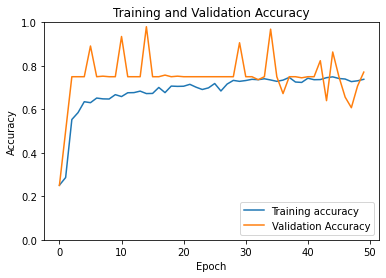 Training and Validation Accuracy
1.0
0.8
0.6
0.4
0.2
0.0
Accuracy
0 10 20 30 40 50
Epoch
Training accuracy
Validation Accuracy